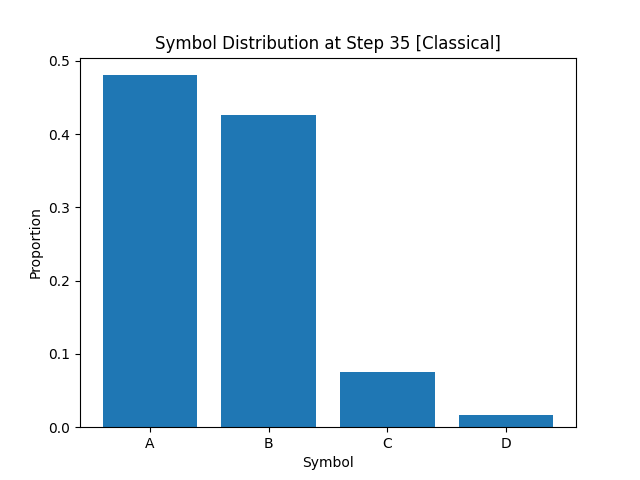 Symbol Distribution at Step 35 [Classical]
0.5
0.4
0.3
0.2
0.1
0.0
Proportion
A B C D
Symbol